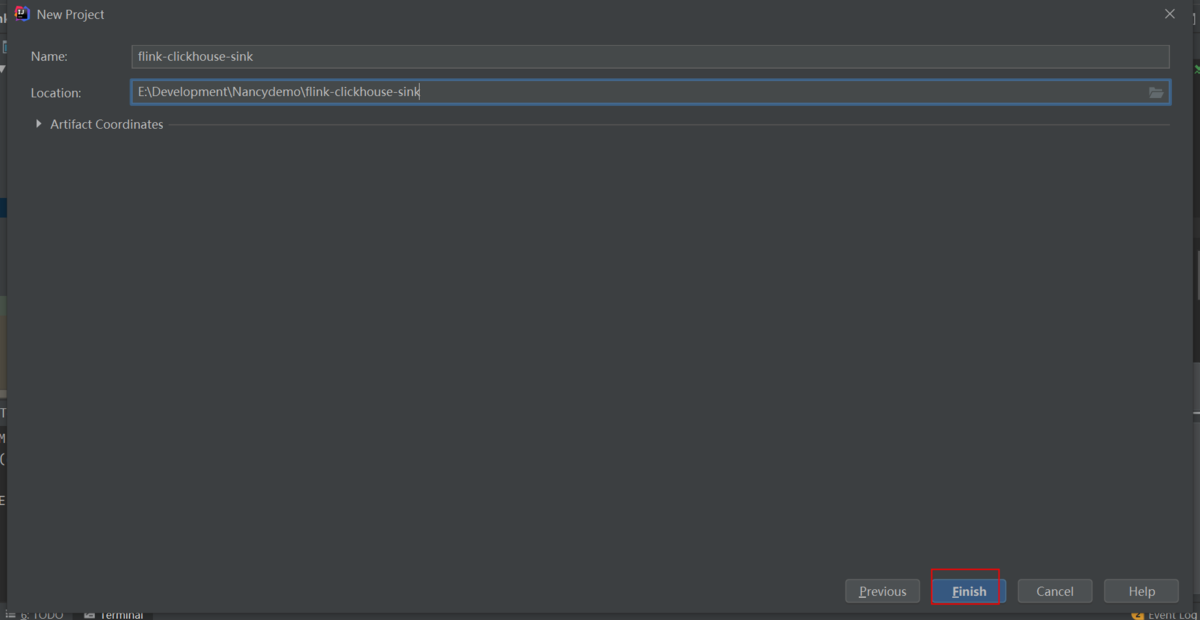 New Project
Name: flink-clickhouse-sink
Location: E:\Development\Nancydemo\flink-clickhouse-sink
Artifact Coordinates
Previous Finish Cancel Help
6: TODO Terminal 2 Event Log